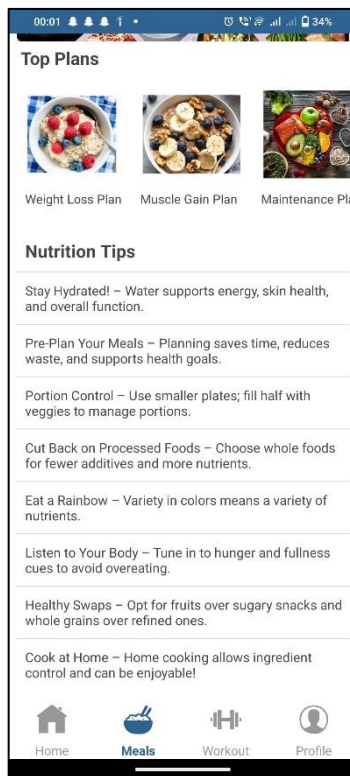 00:01 34%
Top Plans
Weight Loss Plan Muscle Gain Plan Maintenance Pla
Nutrition Tips
Stay Hydrated! – Water supports energy, skin health,
and overall function.
Pre-Plan Your Meals – Planning saves time, reduces
waste, and supports health goals.
Portion Control – Use smaller plates; fill half with
veggies to manage portions.
Cut Back on Processed Foods – Choose whole foods
for fewer additives and more nutrients.
Eat a Rainbow – Variety in colors means a variety of
nutrients.
Listen to Your Body – Tune in to hunger and fullness
cues to avoid overeating.
Healthy Swaps – Opt for fruits over sugary snacks and
whole grains over refined ones.
Cook at Home – Home cooking allows ingredient
control and can be enjoyable!
Home Meals Workout Profile